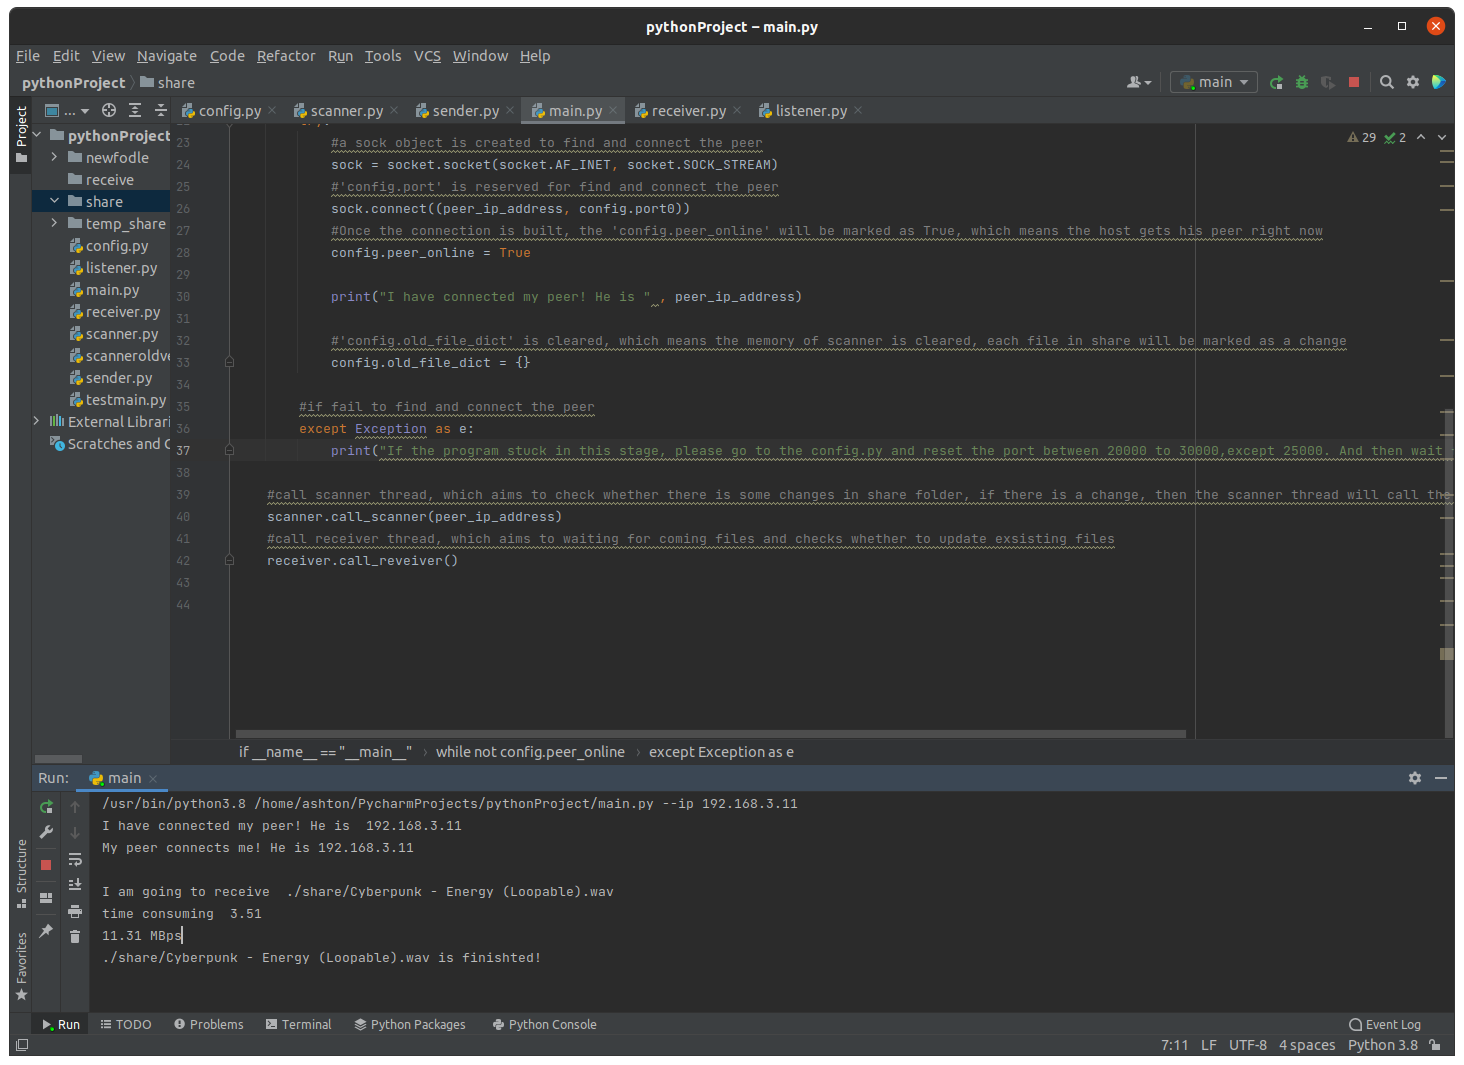 pythonProject – main.py
File Edit View Navigate Code Refactor Run Tools VCS Window Help
pythonProject share main
Project ... config.py scanner.py sender.py main.py receiver.py listener.py
pythonProject
newfodle
receive
share
temp_share
config.py
listener.py
main.py
receiver.py
scanner.py
scanneroldve
sender.py
testmain.py
External Librari
Scratches and C
29 2
23 #a sock object is created to find and connect the peer
24 sock = socket.socket(socket.AF_INET, socket.SOCK_STREAM)
25 #'config.port' is reserved for find and connect the peer
26 sock.connect((peer_ip_address, config.port0))
27 #Once the connection is built, the 'config.peer_online' will be marked as True, which means the host gets his peer right now
28 config.peer_online = True
29
30 print("I have connected my peer! He is " , peer_ip_address)
31
32 #'config.old_file_dict' is cleared, which means the memory of scanner is cleared, each file in share will be marked as a change
33 config.old_file_dict = {}
34
35 #if fail to find and connect the peer
36 except Exception as e:
37 print("If the program stuck in this stage, please go to the config.py and reset the port between 20000 to 30000,except 25000. And then wait
38
39 #call scanner thread, which aims to check whether there is some changes in share folder, if there is a change, then the scanner thread will call the
40 scanner.call_scanner(peer_ip_address)
41 #call receiver thread, which aims to waiting for coming files and checks whether to update exsisting files
42 receiver.call_reveiver()
43
44
if __name__ == "__main__" › while not config.peer_online › except Exception as e
Run: main
/usr/bin/python3.8 /home/ashton/PycharmProjects/pythonProject/main.py --ip 192.168.3.11
I have connected my peer! He is  192.168.3.11
My peer connects me! He is 192.168.3.11
I am going to receive  ./share/Cyberpunk - Energy (Loopable).wav
time consuming  3.51
11.31 MBps
./share/Cyberpunk - Energy (Loopable).wav is finishted!
Structure
Favorites
Run TODO Problems Terminal Python Packages Python Console Event Log
7:11 LF UTF-8 4 spaces Python 3.8